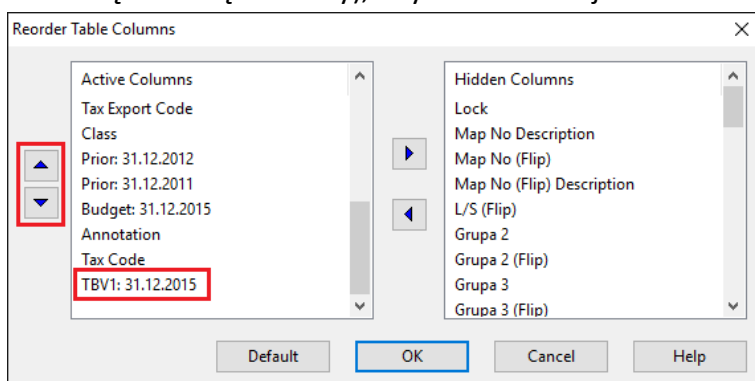 Reorder Table Columns
Active Columns
Tax Export Code
Class
Prior: 31.12.2012
Prior: 31.12.2011
Budget: 31.12.2015
Annotation
Tax Code
TBV1: 31.12.2015
Hidden Columns
Lock
Map No Description
Map No (Flip)
Map No (Flip) Description
L/S (Flip)
Grupa 2
Grupa 2 (Flip)
Grupa 3
Grupa 3 (Flip)
Default
OK
Cancel
Help